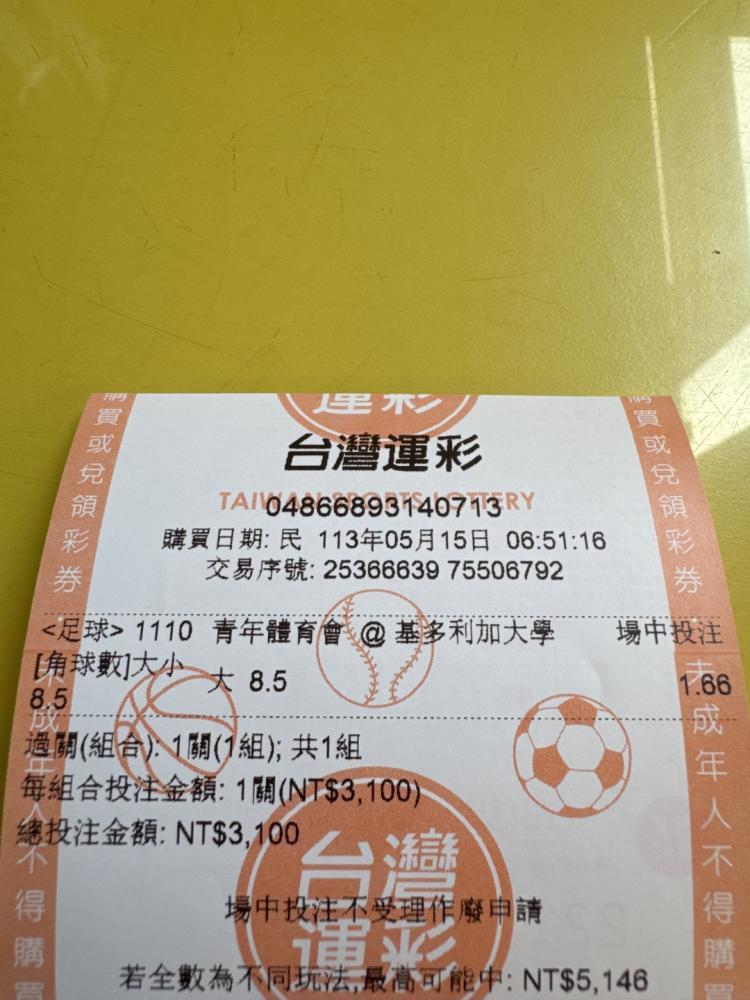 運彩
台灣運彩
TAIWAN SPORTS LOTTERY
04866893140713
購買日期: 民 113年05月15日 06:51:16
交易序號: 25366639 75506792
<足球> 1110 青年體育會 @ 基多利加大學 場中投注
[角球數]大小 大 8.5 1.66
8.5
過關(組合): 1關(1組); 共1組
每組合投注金額: 1關(NT$3,100)
總投注金額: NT$3,100
場中投注不受理作廢申請
若全數為不同玩法,最高可能中: NT$5,146
台灣運彩
購買或兌領彩券
未成年人不得購買
購買或兌領彩券
未成年人不得購買